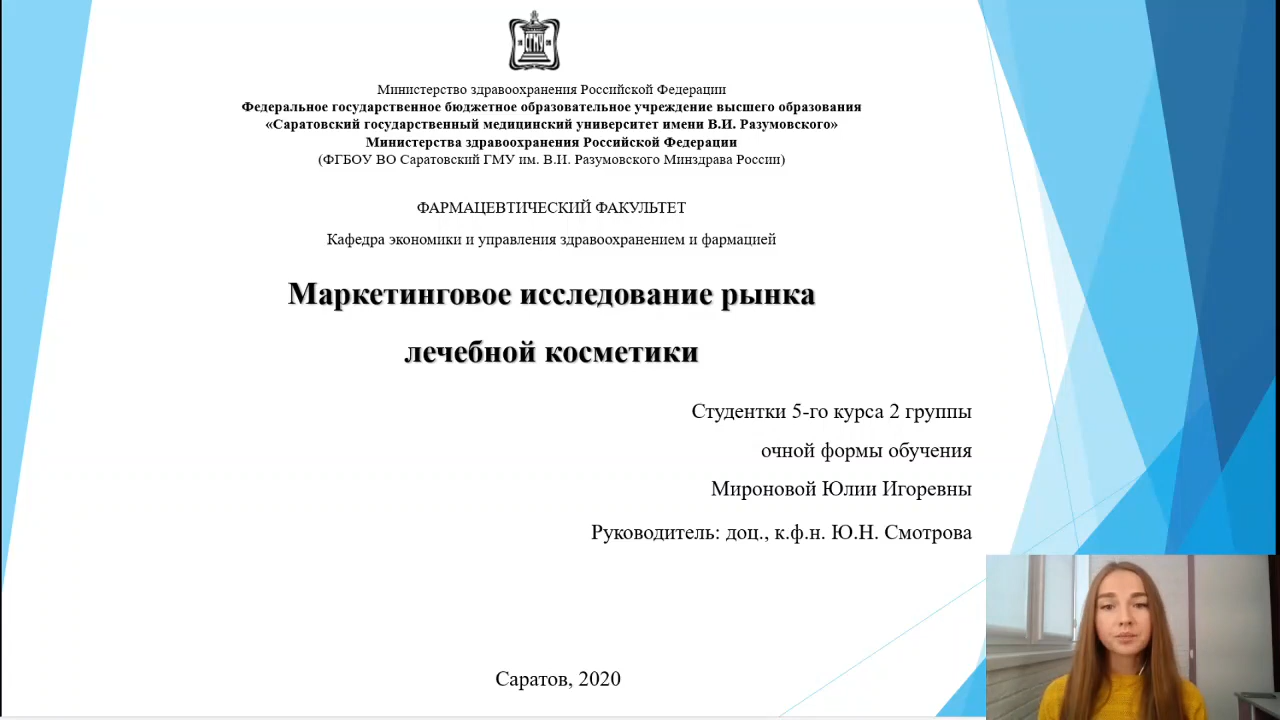 СГМУ
Министерство здравоохранения Российской Федерации
Федеральное государственное бюджетное образовательное учреждение высшего образования
«Саратовский государственный медицинский университет имени В.И. Разумовского»
Министерства здравоохранения Российской Федерации
(ФГБОУ ВО Саратовский ГМУ им. В.И. Разумовского Минздрава России)
ФАРМАЦЕВТИЧЕСКИЙ ФАКУЛЬТЕТ
Кафедра экономики и управления здравоохранением и фармацией
Маркетинговое исследование рынка
лечебной косметики
Студентки 5-го курса 2 группы
очной формы обучения
Мироновой Юлии Игоревны
Руководитель: доц., к.ф.н. Ю.Н. Смотрова
Саратов, 2020